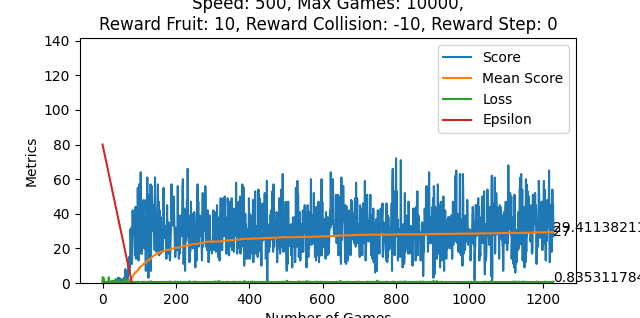 Speed: 500, Max Games: 10000,
Reward Fruit: 10, Reward Collision: -10, Reward Step: 0
140
120
100
80
60
40
20
0
Metrics
Score
Mean Score
Loss
Epsilon
29.41138211
27
0.835311784
0 200 400 600 800 1000 1200
Number of Games